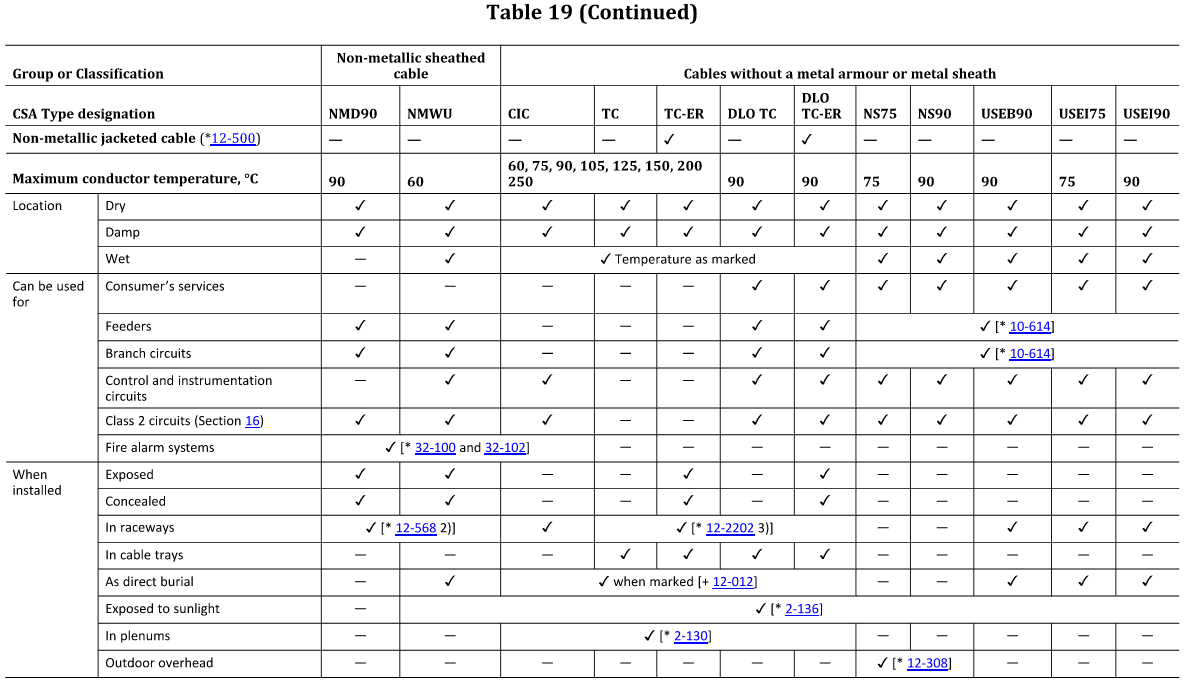 Table 19 (Continued)
Group or Classification
Non-metallic sheathed
cable
Cables without a metal armour or metal sheath
CSA Type designation NMD90 NMWU CIC TC TC-ER DLO TC DLO
TC-ER NS75 NS90 USEB90 USEI75 USEI90
Non-metallic jacketed cable (*12-500) — — — — ✓ — ✓ — — — — —
Maximum conductor temperature, °C 90 60 60, 75, 90, 105, 125, 150, 200
250 90 90 75 90 90 75 90
Location Dry ✓ ✓ ✓ ✓ ✓ ✓ ✓ ✓ ✓ ✓ ✓ ✓
Damp ✓ ✓ ✓ ✓ ✓ ✓ ✓ ✓ ✓ ✓ ✓ ✓
Wet — ✓ ✓ Temperature as marked ✓ ✓ ✓ ✓ ✓
Can be used
for
Consumer’s services — — — — — ✓ ✓ ✓ ✓ ✓ ✓ ✓
Feeders ✓ ✓ — — — ✓ ✓ ✓ [* 10-614]
Branch circuits ✓ ✓ — — — ✓ ✓ ✓ [* 10-614]
Control and instrumentation
circuits — ✓ ✓ — — ✓ ✓ ✓ ✓ ✓ ✓ ✓
Class 2 circuits (Section 16) ✓ ✓ ✓ — — ✓ ✓ ✓ ✓ ✓ ✓ ✓
Fire alarm systems ✓ [* 32-100 and 32-102] — — — — — — — — —
When
installed
Exposed ✓ ✓ — — ✓ — ✓ — — — — —
Concealed ✓ ✓ — — ✓ — ✓ — — — — —
In raceways ✓ [* 12-568 2)] ✓ ✓ [* 12-2202 3)] — — ✓ ✓ ✓
In cable trays — — — ✓ ✓ ✓ ✓ — — — — —
As direct burial — ✓ ✓ when marked [+ 12-012] — — ✓ ✓ ✓
Exposed to sunlight — ✓ [* 2-136]
In plenums — — ✓ [* 2-130] — — — — —
Outdoor overhead — — — — — — — ✓ [* 12-308] — — —